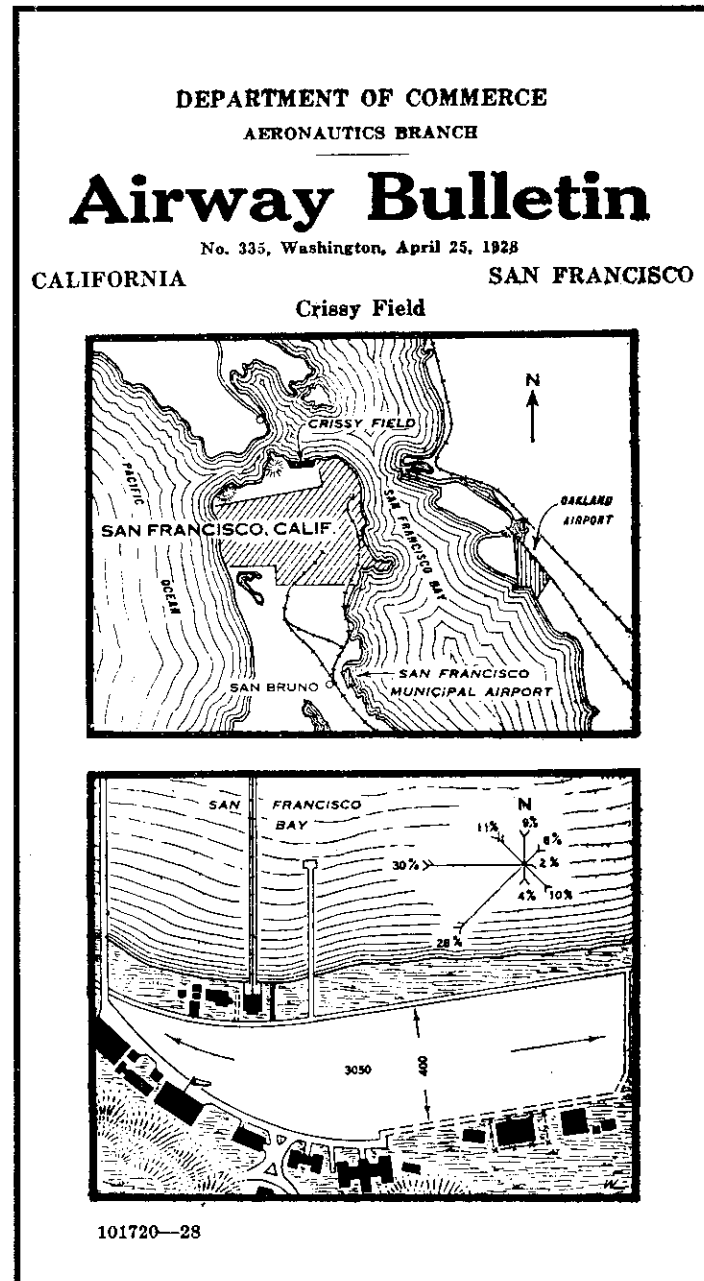 DEPARTMENT OF COMMERCE
AERONAUTICS BRANCH
Airway Bulletin
No. 335, Washington, April 25, 1928
CALIFORNIA SAN FRANCISCO
Crissy Field
N
CRISSY FIELD
PACIFIC
OCEAN
SAN FRANCISCO, CALIF.
SAN FRANCISCO BAY
OAKLAND
AIRPORT
SAN BRUNO
SAN FRANCISCO
MUNICIPAL AIRPORT
SAN FRANCISCO
BAY
N
9%
11%
8%
30%
2%
4%
10%
28%
3050
400
101720—28